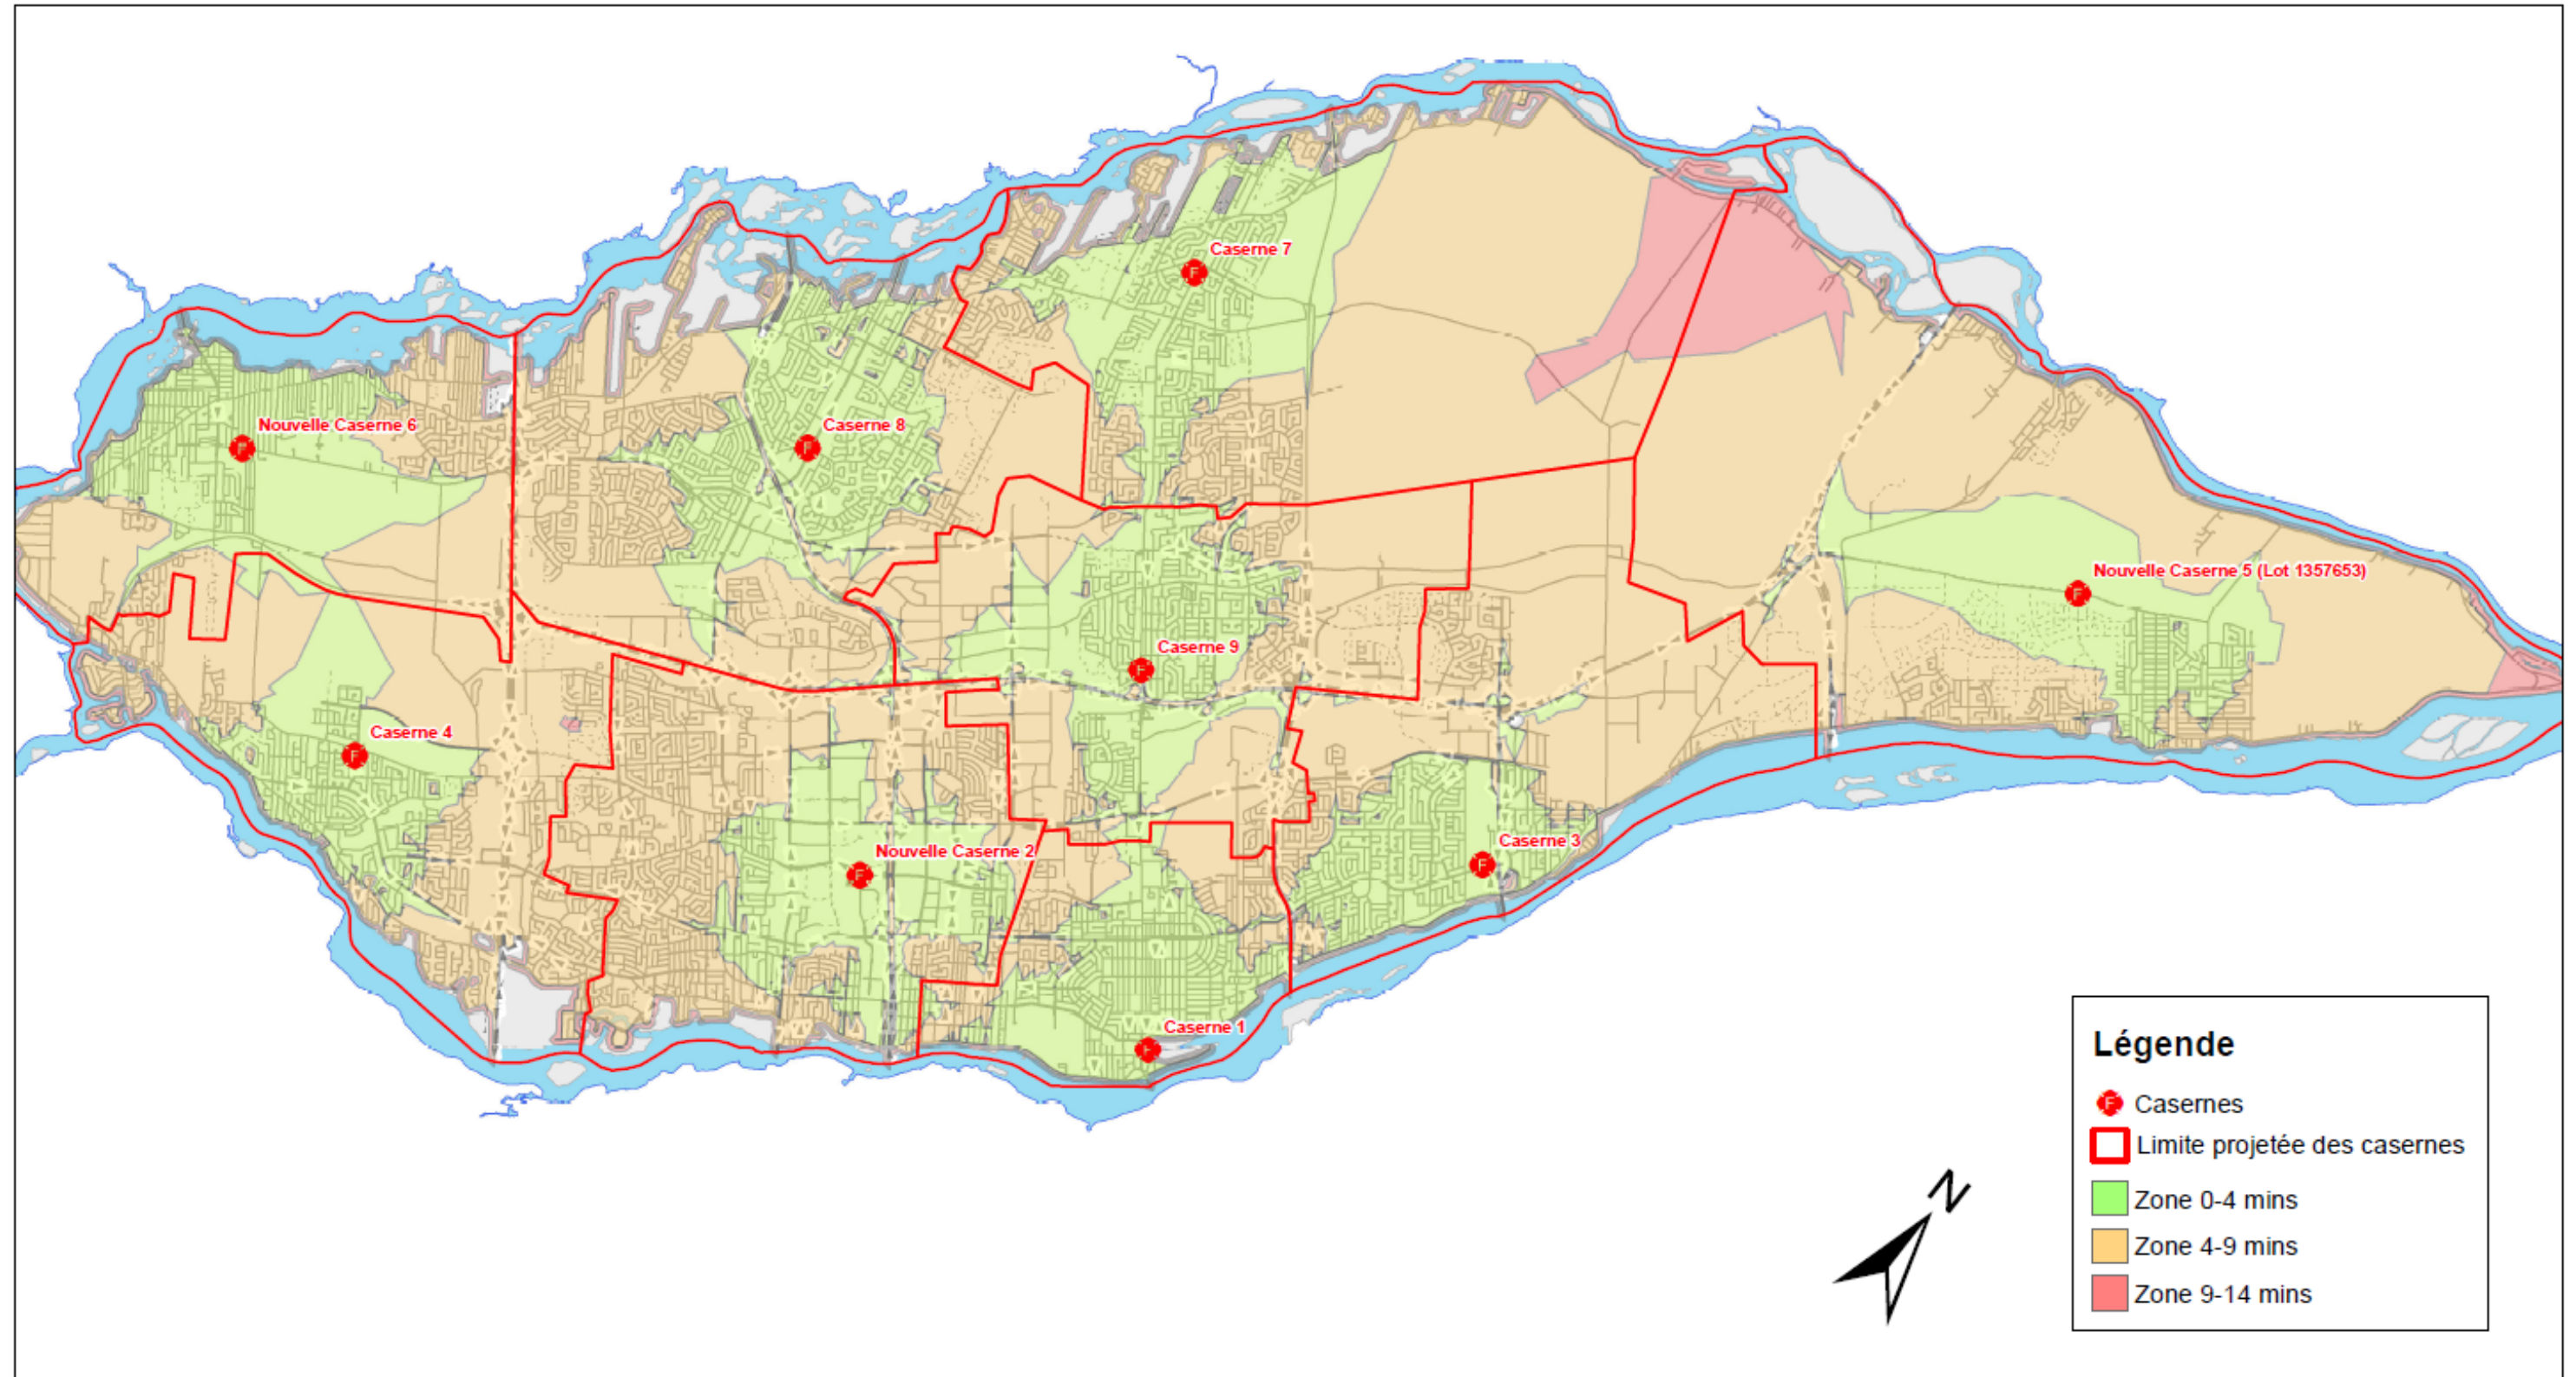 Caserne 7
Nouvelle Caserne 6
Caserne 8
Nouvelle Caserne 5 (Lot 1357653)
Caserne 9
Caserne 4
Caserne 3
Nouvelle Caserne 2
Caserne 1
N
Légende
F Casernes
Limite projetée des casernes
Zone 0-4 mins
Zone 4-9 mins
Zone 9-14 mins